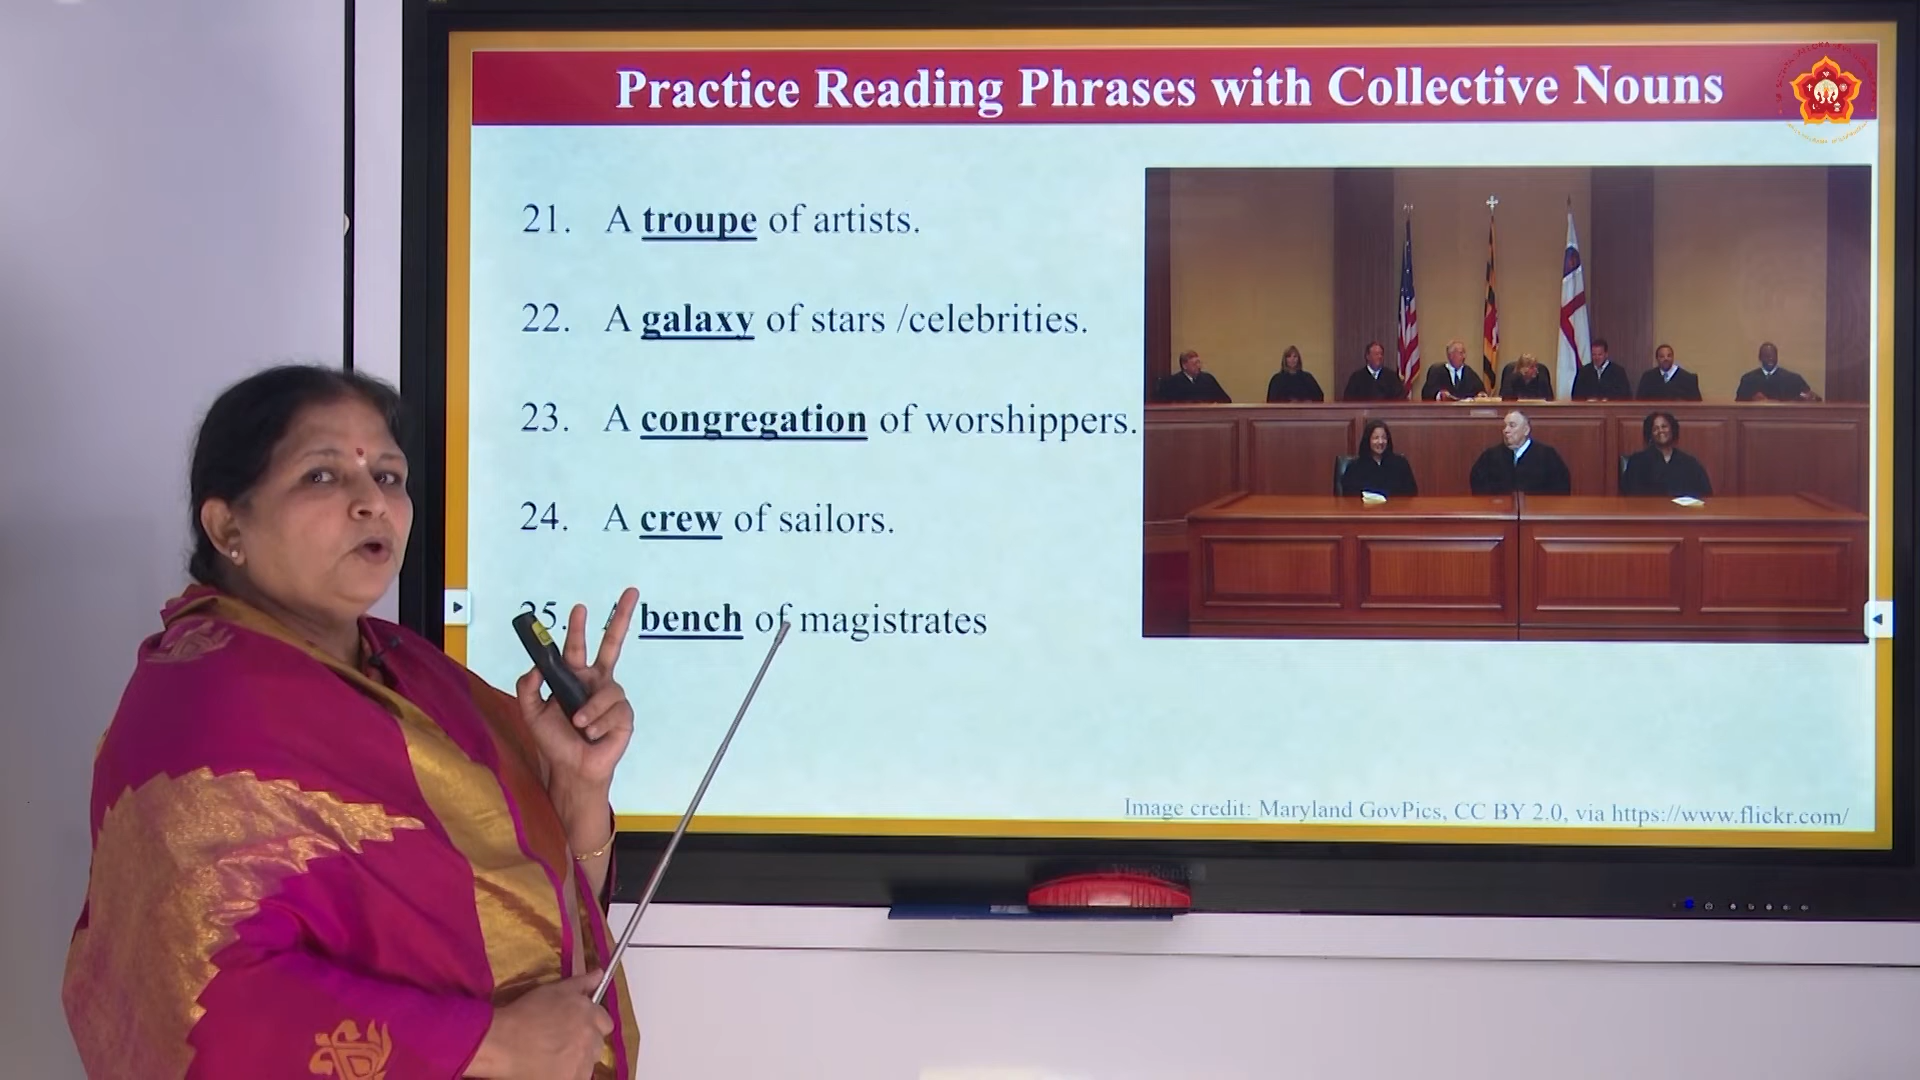 Practice Reading Phrases with Collective Nouns
21. A troupe of artists.
22. A galaxy of stars /celebrities.
23. A congregation of worshippers.
24. A crew of sailors.
25. A bench of magistrates
Image credit: Maryland GovPics, CC BY 2.0, via https://www.flickr.com/
ViewSonic